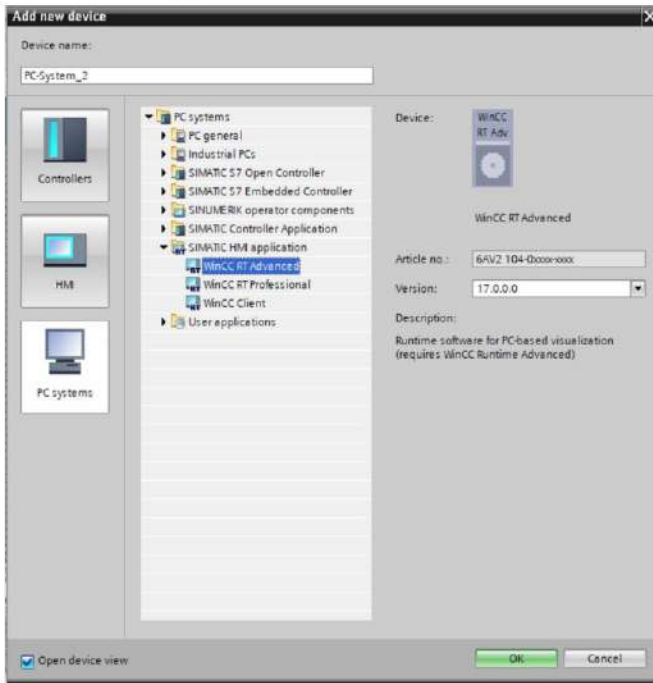 Add new device
Device name:
PC-System_2
Controllers
HMI
PC systems
PC systems
PC general
Industrial PCs
SIMATIC S7 Open Controller
SIMATIC S7 Embedded Controller
SINUMERIK operator components
SIMATIC Controller Application
SIMATIC HMI application
WinCC RT Advanced
WinCC RT Professional
WinCC Client
User applications
Device:
WinCC
RT Adv
WinCC RT Advanced
Article no.: 6AV2 104-0xxxx-xxxx
Version: 17.0.0.0
Description:
Runtime software for PC-based visualization
(requires WinCC Runtime Advanced)
Open device view
OK Cancel